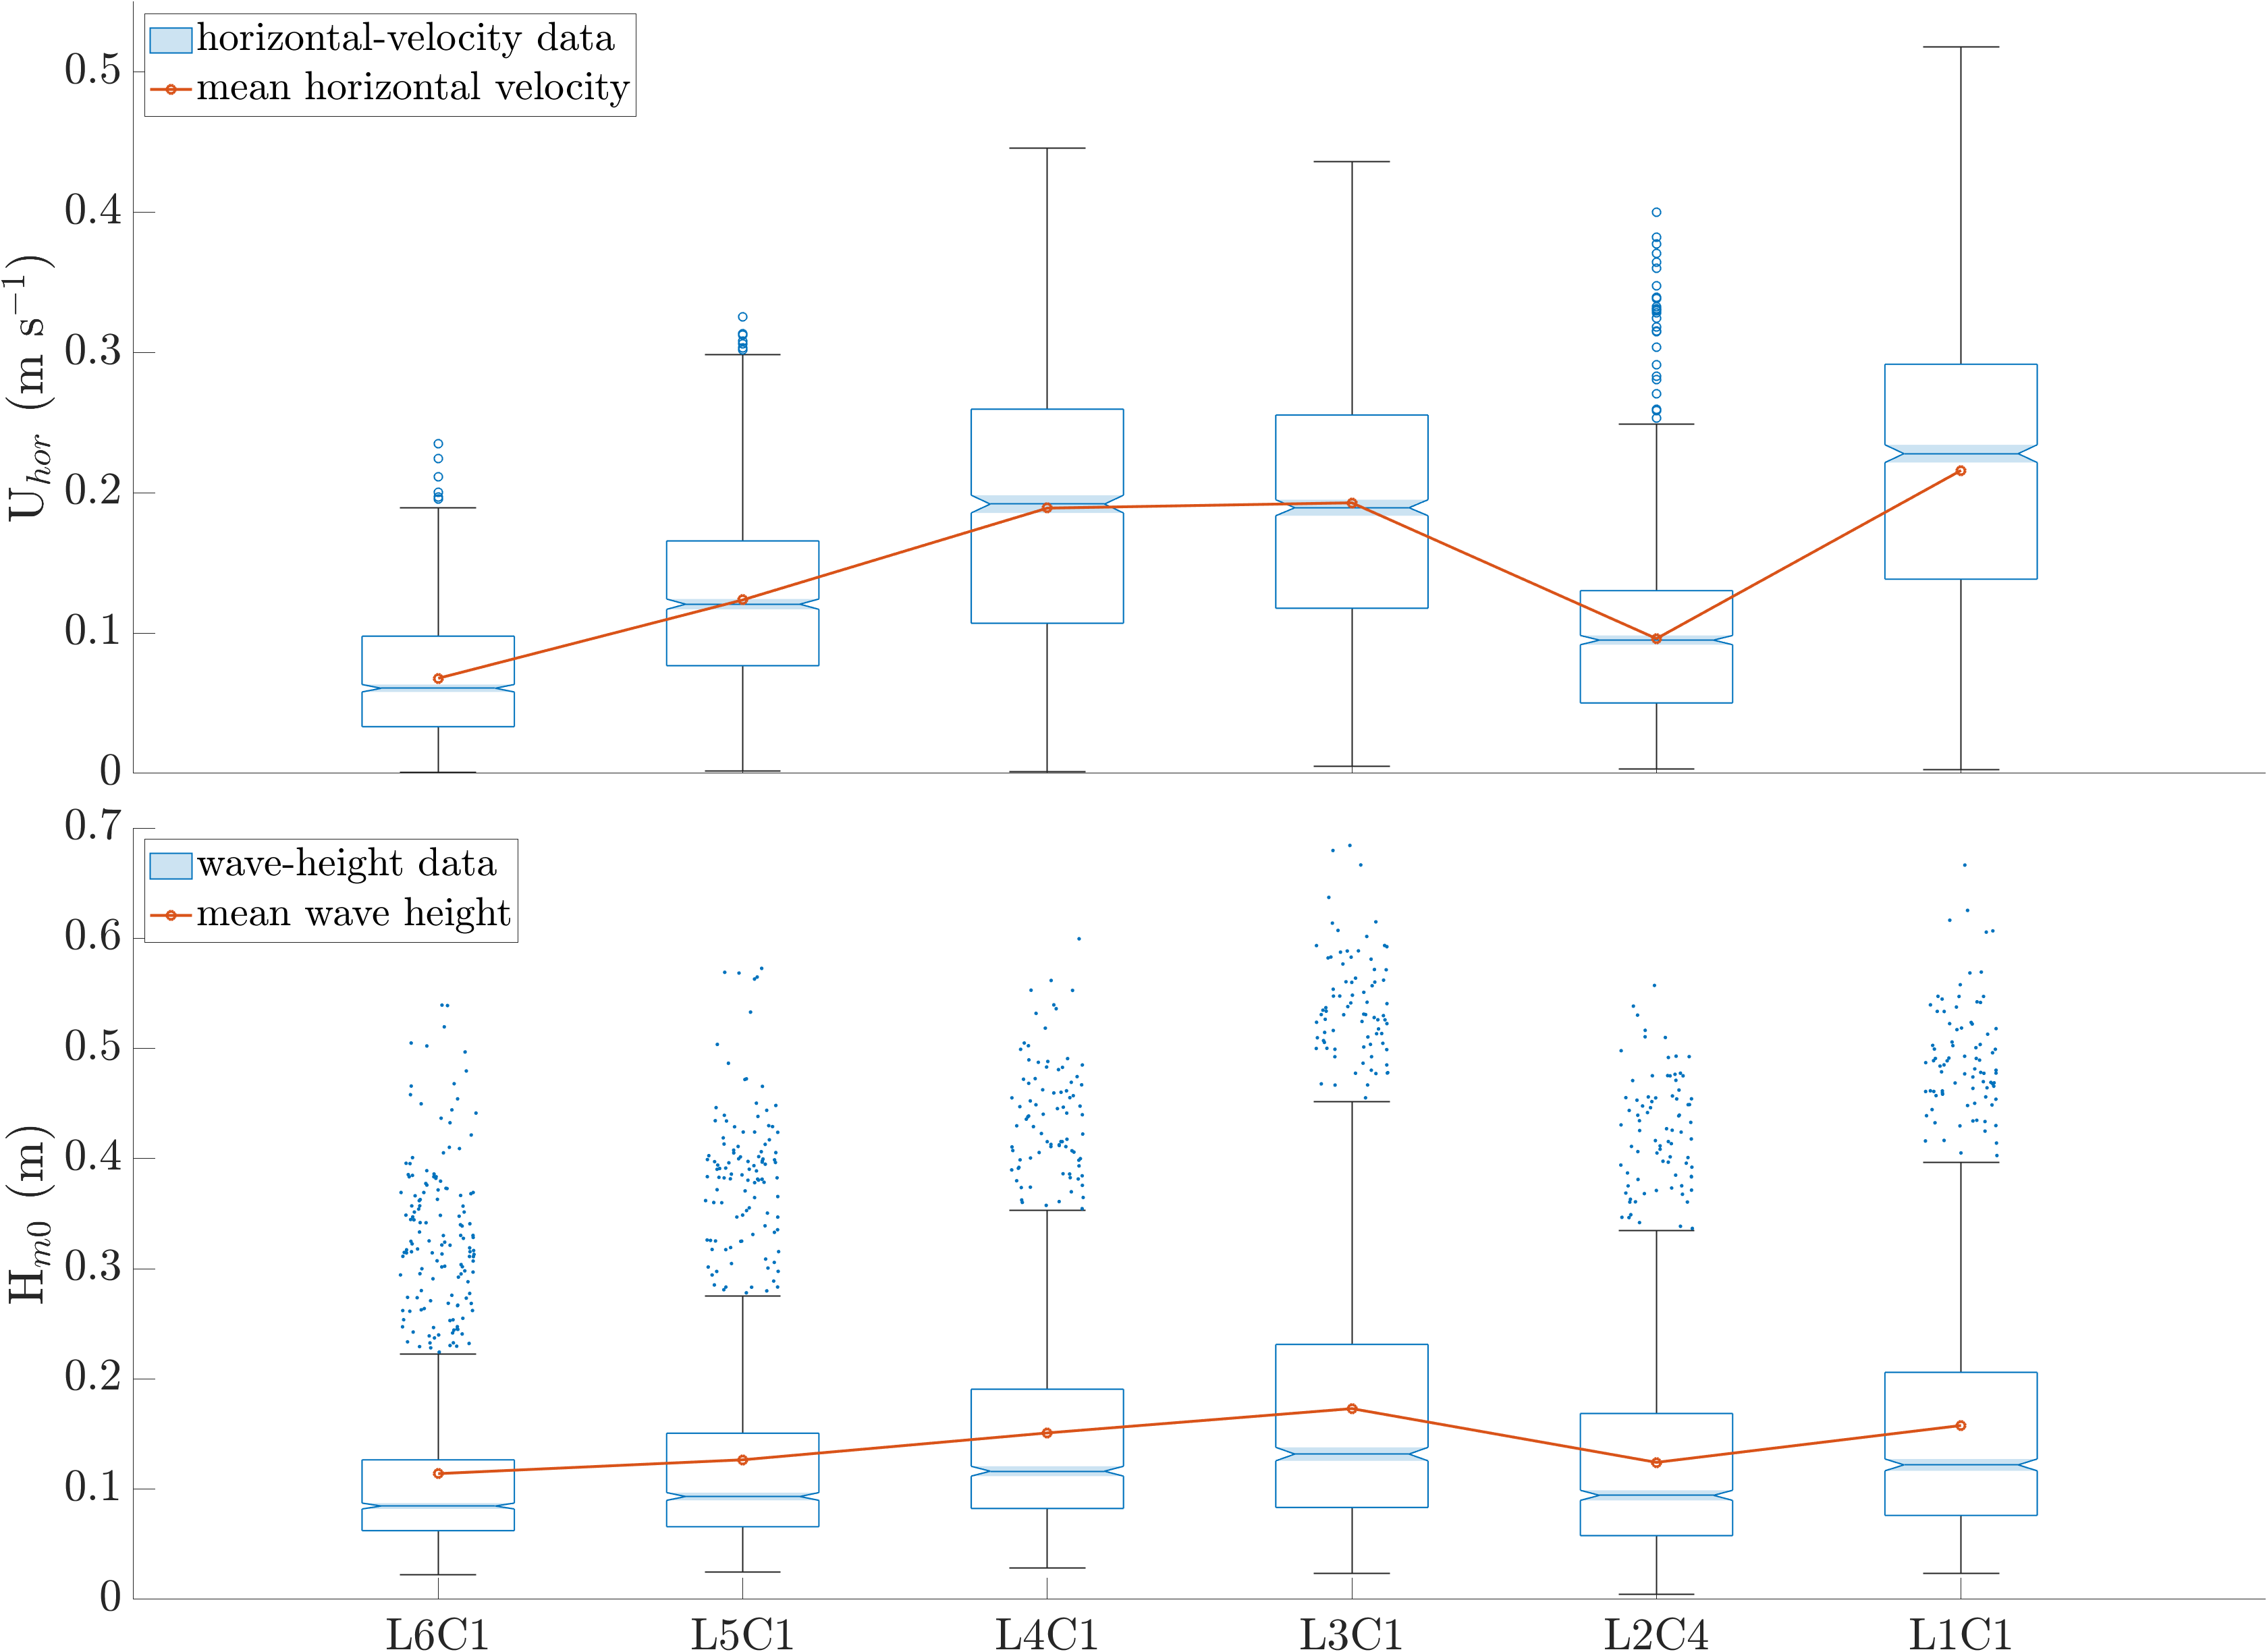 horizontal-velocity data
mean horizontal velocity
0.5
0.4
0.3
0.2
0.1
0
U_hor (m s⁻¹)
wave-height data
mean wave height
0.7
0.6
0.5
0.4
0.3
0.2
0.1
0
H_m0 (m)
L6C1 L5C1 L4C1 L3C1 L2C4 L1C1